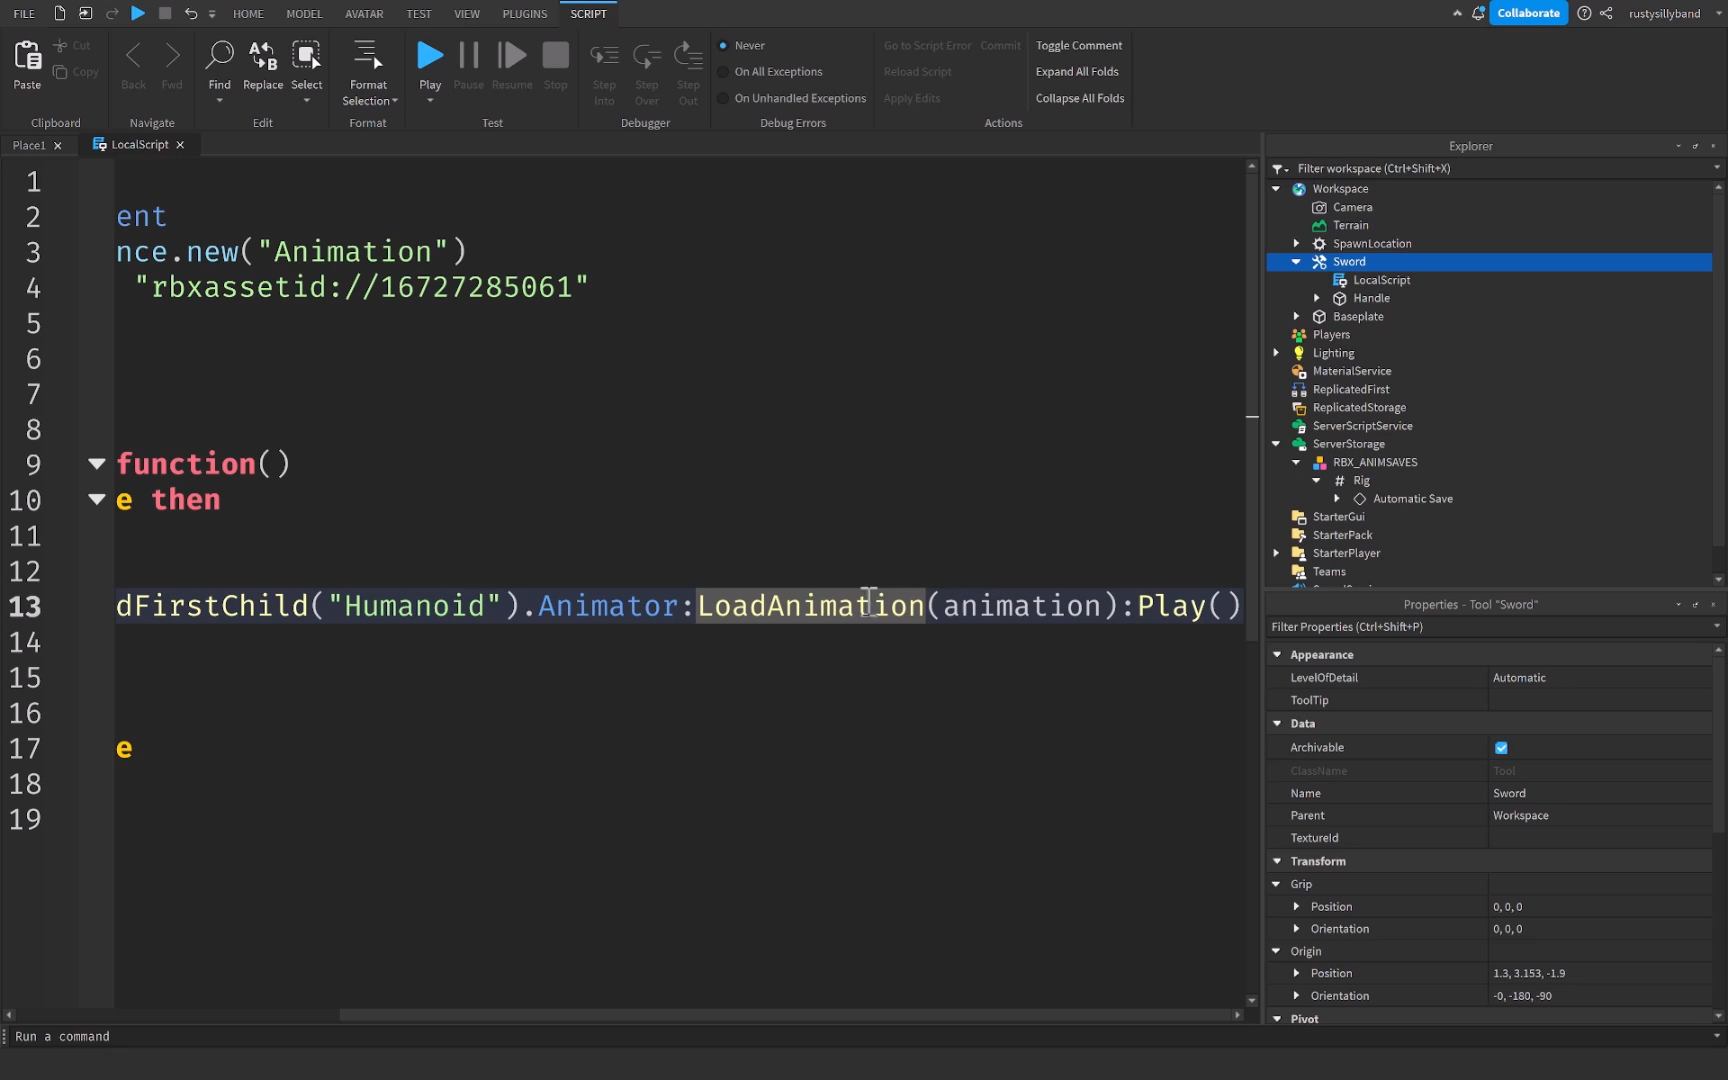 FILE HOME MODEL AVATAR TEST VIEW PLUGINS SCRIPT Collaborate rustysillyband
Paste Cut Copy
Clipboard
Back Fwd
Navigate
Find Replace Select
Edit
Format Selection
Format
Play Pause Resume Stop
Test
Step Into Step Over Step Out
Debugger
Never
On All Exceptions
On Unhandled Exceptions
Debug Errors
Go to Script Error Commit Toggle Comment
Reload Script Expand All Folds
Apply Edits Collapse All Folds
Actions
Place1 LocalScript
1
2 ent
3 nce.new("Animation")
4 "rbxassetid://16727285061"
5
6
7
8
9 function()
10 e then
11
12
13 dFirstChild("Humanoid").Animator:LoadAnimation(animation):Play()
14
15
16
17 e
18
19
Run a command
Explorer
Filter workspace (Ctrl+Shift+X)
Workspace
Camera
Terrain
SpawnLocation
Sword
LocalScript
Handle
Baseplate
Players
Lighting
MaterialService
ReplicatedFirst
ReplicatedStorage
ServerScriptService
ServerStorage
RBX_ANIMSAVES
Rig
Automatic Save
StarterGui
StarterPack
StarterPlayer
Teams
Properties - Tool "Sword"
Filter Properties (Ctrl+Shift+P)
Appearance
LevelOfDetail Automatic
ToolTip
Data
Archivable
ClassName Tool
Name Sword
Parent Workspace
TextureId
Transform
Grip
Position 0, 0, 0
Orientation 0, 0, 0
Origin
Position 1.3, 3.153, -1.9
Orientation -0, -180, -90
Pivot